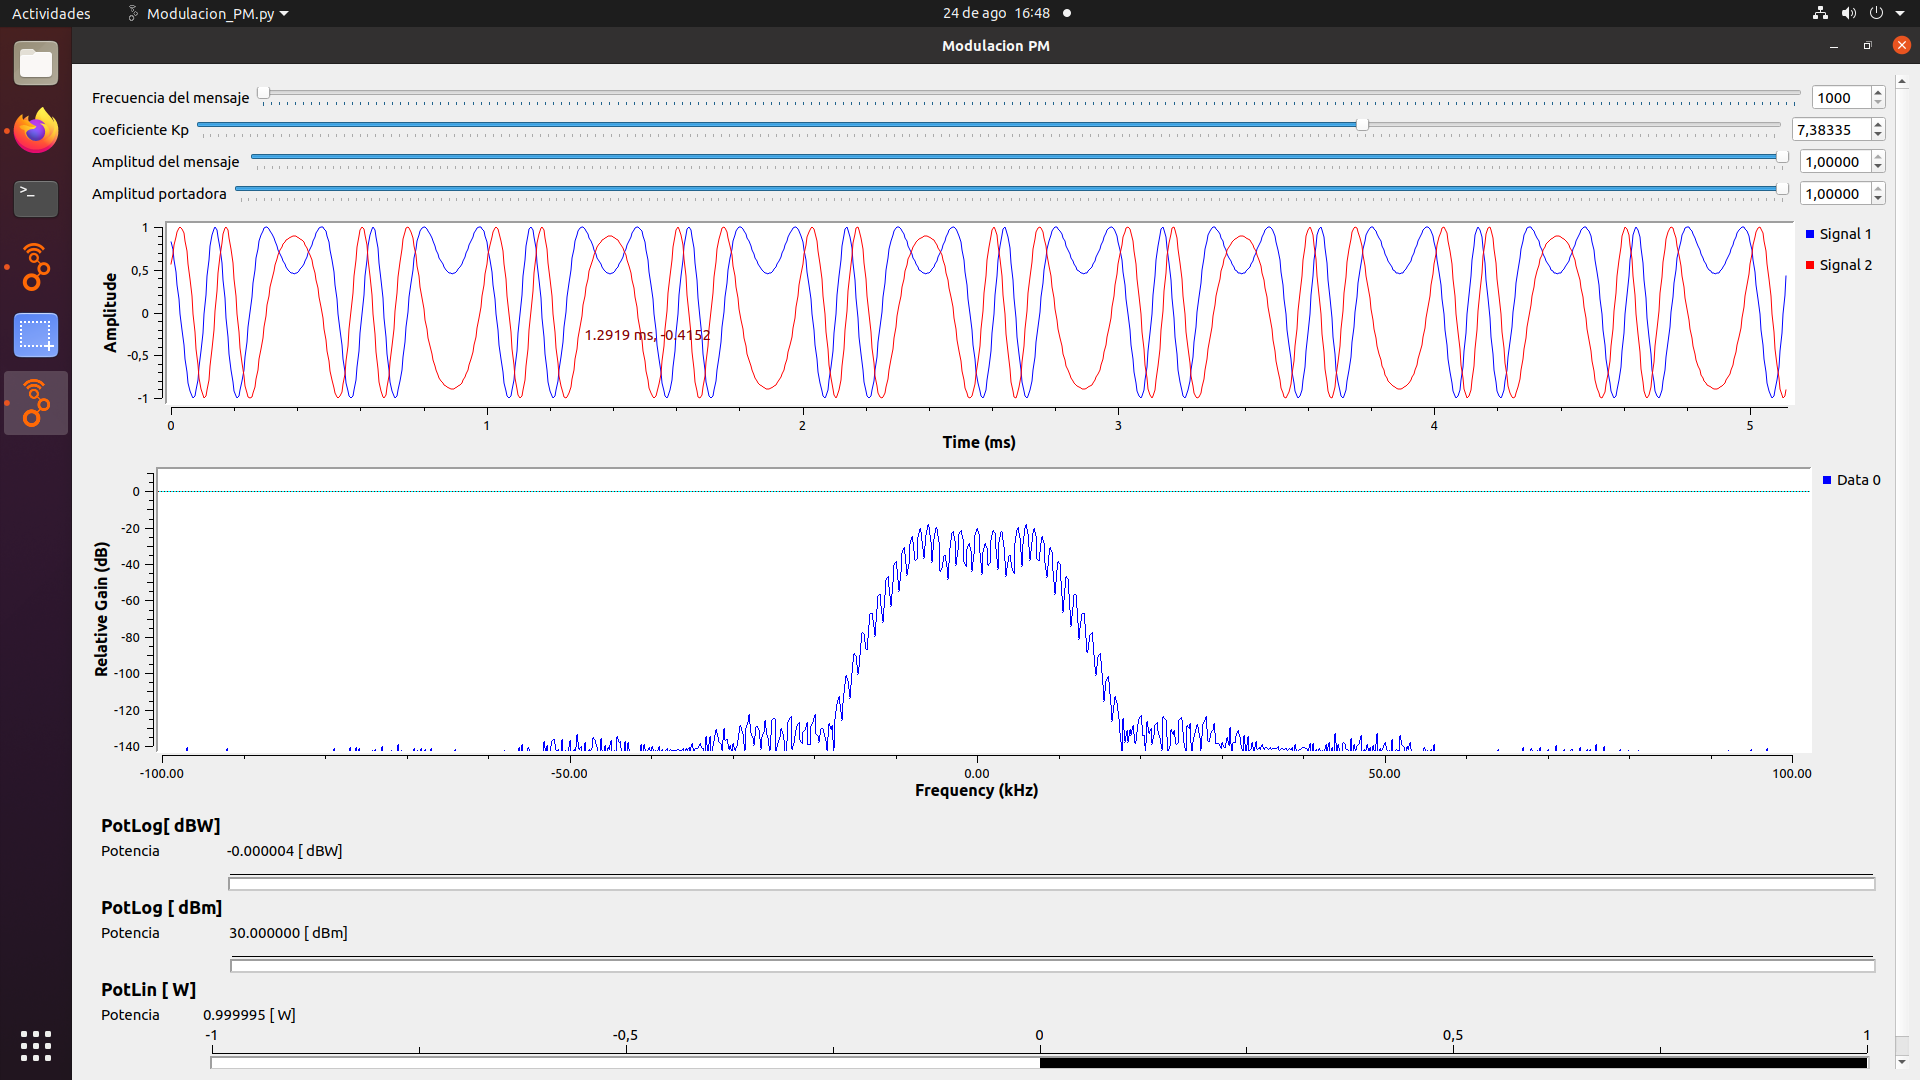 Actividades Modulacion_PM.py 24 de ago 16:48
Modulacion PM
Frecuencia del mensaje 1000
coeficiente Kp 7,38335
Amplitud del mensaje 1,00000
Amplitud portadora 1,00000
Amplitude
1
0,5
0
-0,5
-1
1.2919 ms, -0.4152
Signal 1
Signal 2
0 1 2 3 4 5
Time (ms)
Relative Gain (dB)
0
-20
-40
-60
-80
-100
-120
-140
Data 0
-100.00 -50.00 0.00 50.00 100.00
Frequency (kHz)
PotLog[ dBW]
Potencia -0.000004 [ dBW]
PotLog [ dBm]
Potencia 30.000000 [ dBm]
PotLin [ W]
Potencia 0.999995 [ W]
-1 -0,5 0 0,5 1